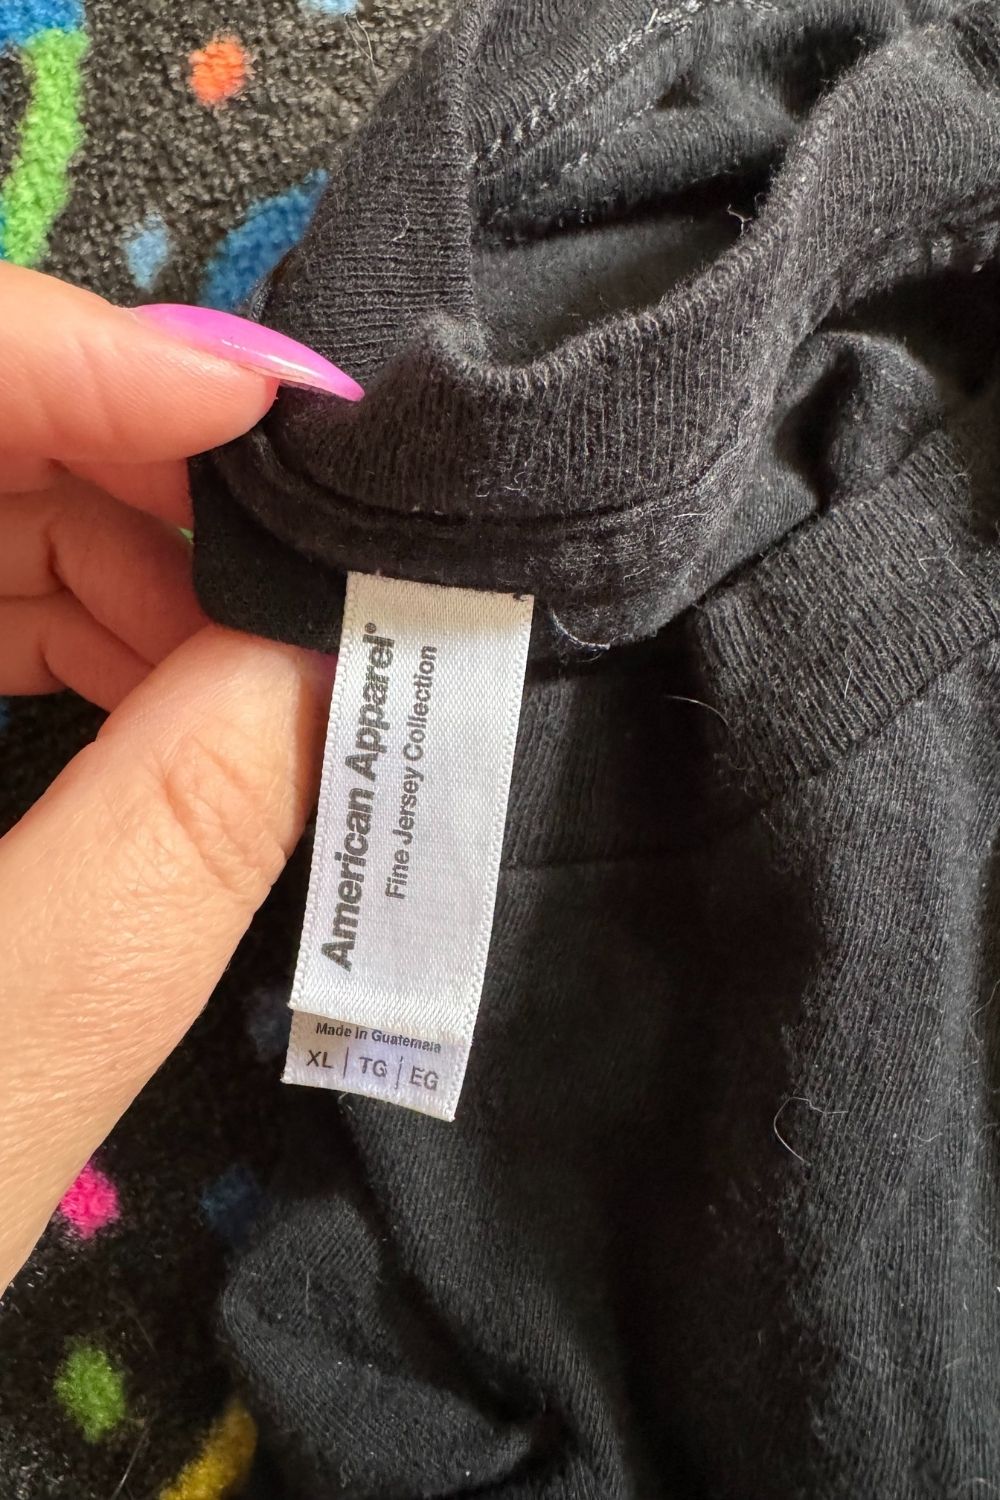 American Apparel®
Fine Jersey Collection
Made in Guatemala
XL | TG | EG